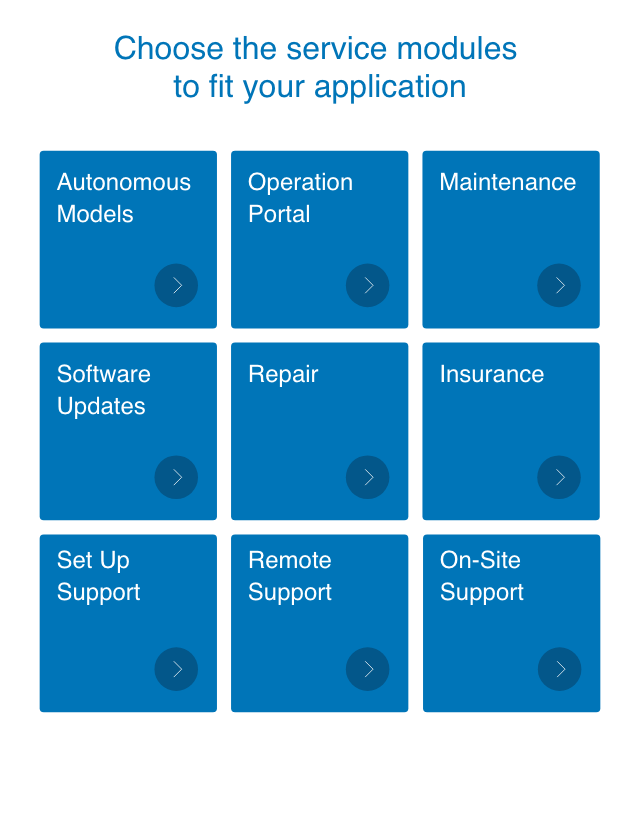 Choose the service modules
to fit your application
Autonomous
Models
Operation
Portal
Maintenance
Software
Updates
Repair
Insurance
Set Up
Support
Remote
Support
On-Site
Support